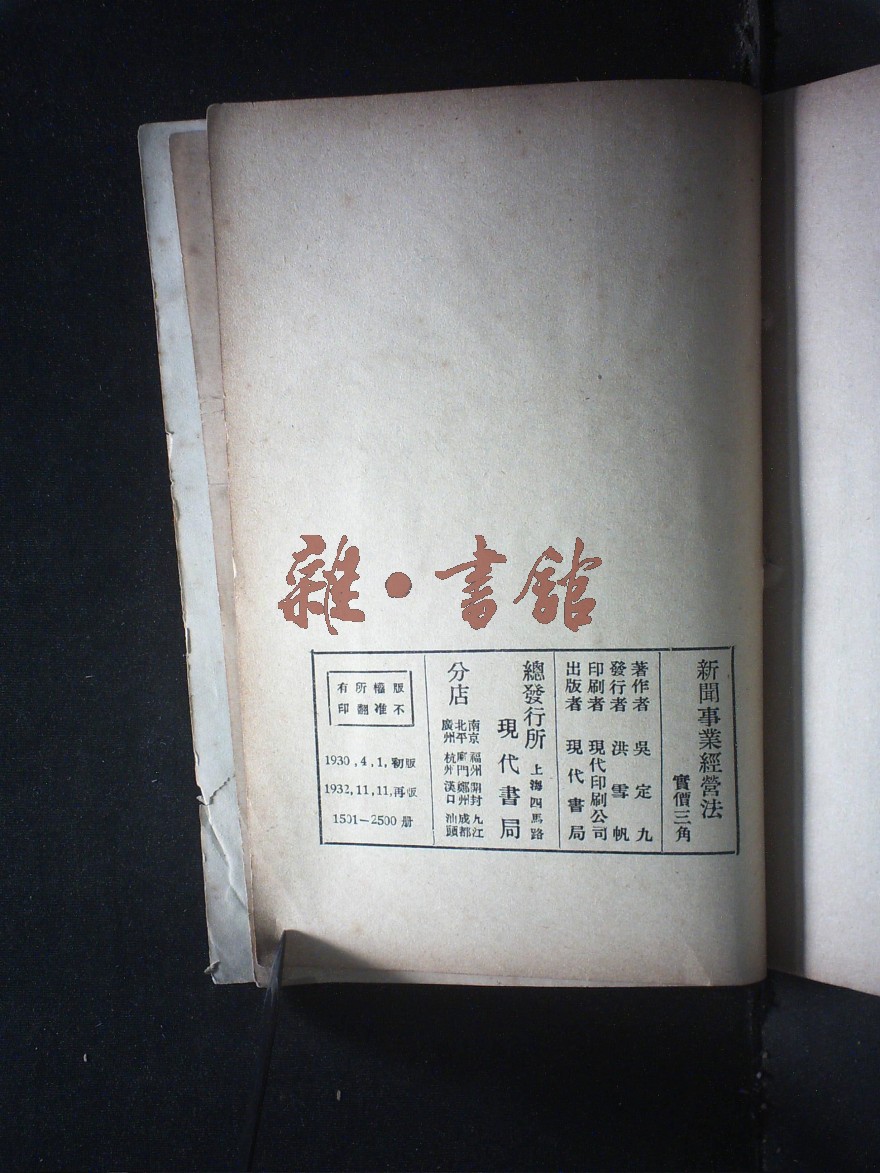 雜·書館
新聞事業經營法
實價三角
著作者 吳定九
發行者 洪雪帆
印刷者 現代印刷公司
出版者 現代書局
總發行所 上海四馬路
現代書局
分店
南京 福州 開封 九江
北平 廈門 鄭州 成都
廣州 杭州 漢口 汕頭
版權所有
不准翻印
1930,4,1,初版
1932,11,11,再版
1501—2500册